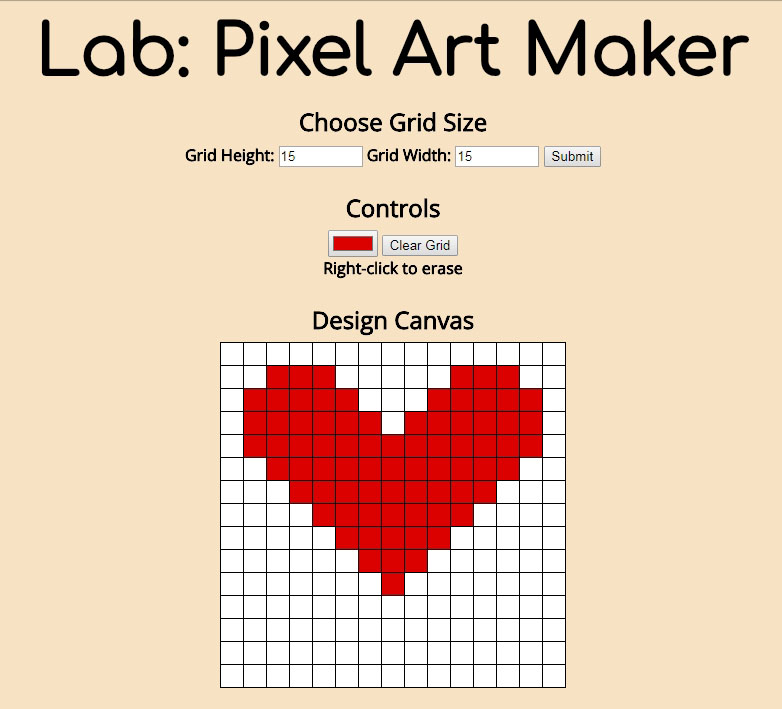 Lab: Pixel Art Maker
Choose Grid Size
Grid Height: 15 Grid Width: 15 Submit
Controls
Clear Grid
Right-click to erase
Design Canvas